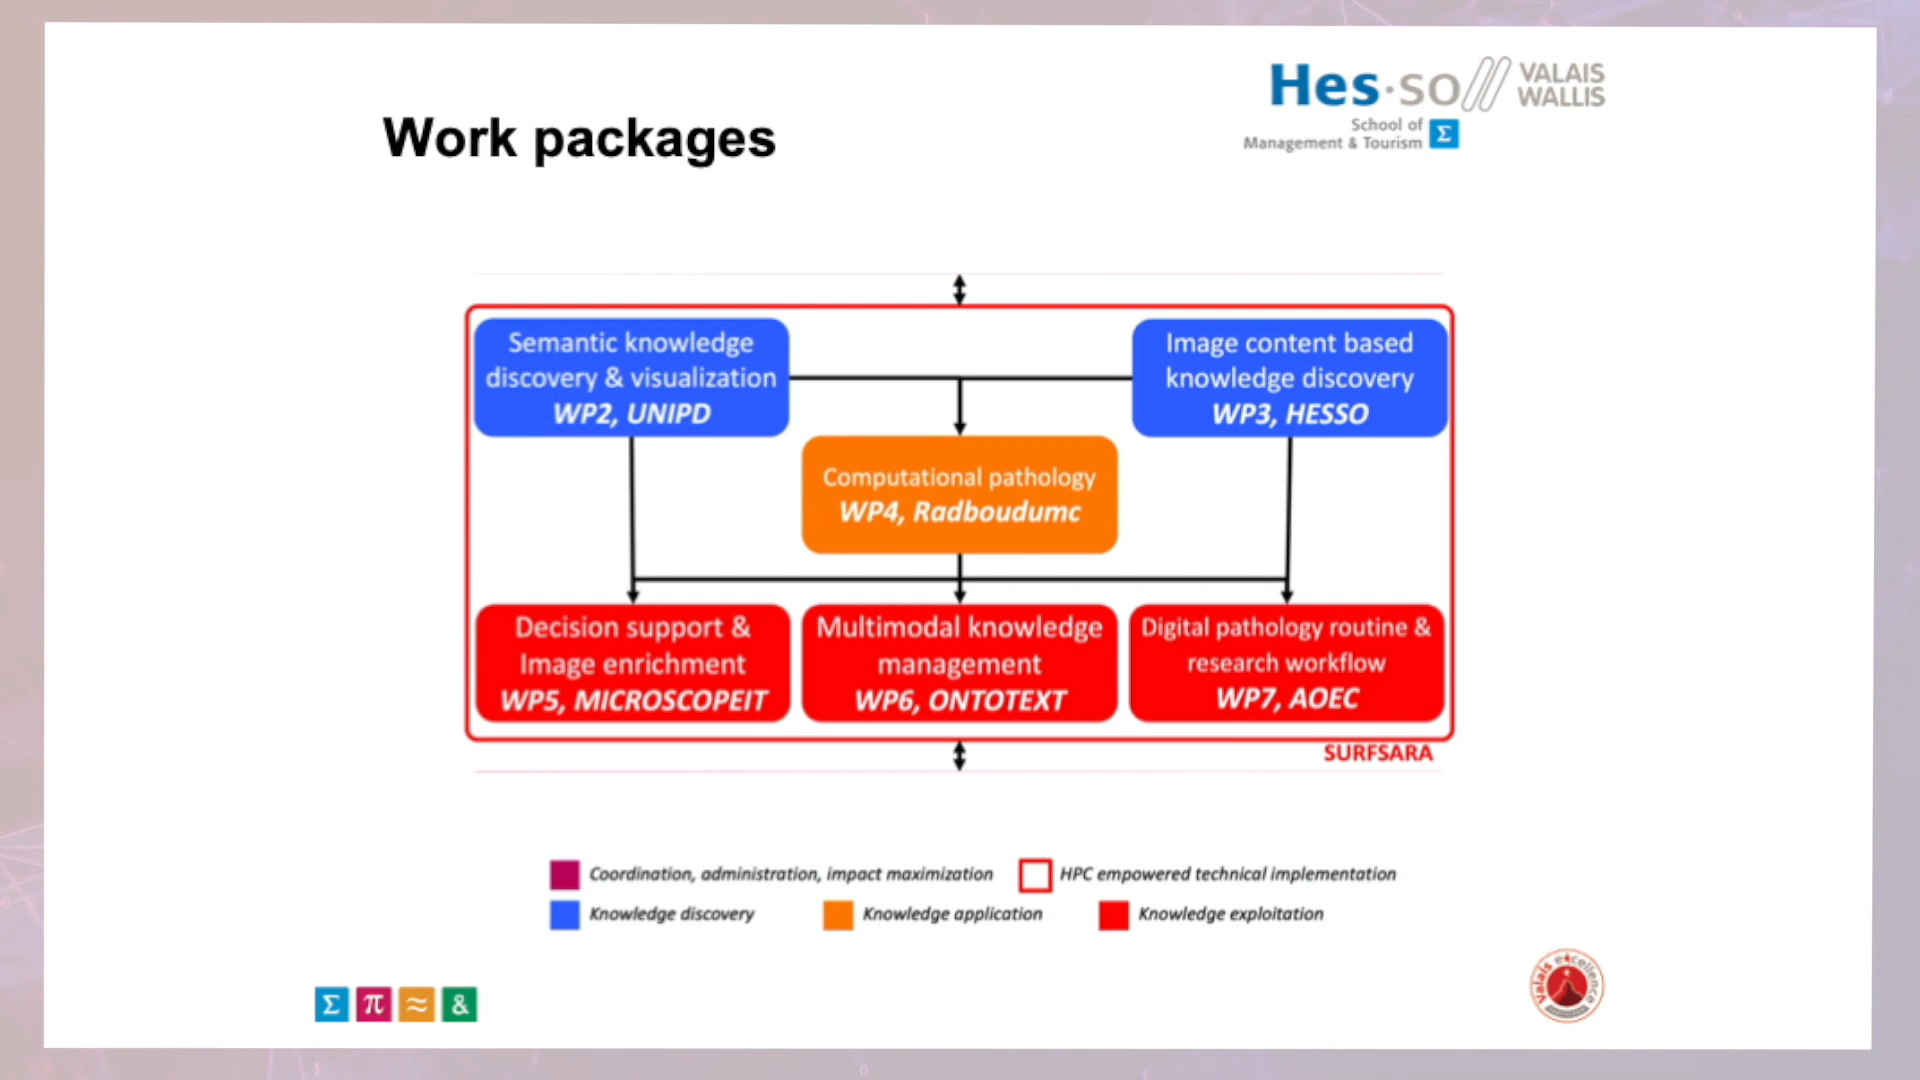 Hes·so VALAIS
WALLIS
School of
Management & Tourism Σ
Work packages
Semantic knowledge
discovery & visualization
WP2, UNIPD
Image content based
knowledge discovery
WP3, HESSO
Computational pathology
WP4, Radboudumc
Decision support &
Image enrichment
WP5, MICROSCOPEIT
Multimodal knowledge
management
WP6, ONTOTEXT
Digital pathology routine &
research workflow
WP7, AOEC
SURFSARA
Coordination, administration, impact maximization
HPC empowered technical implementation
Knowledge discovery
Knowledge application
Knowledge exploitation
Σ π ≈ &
Valais excellence